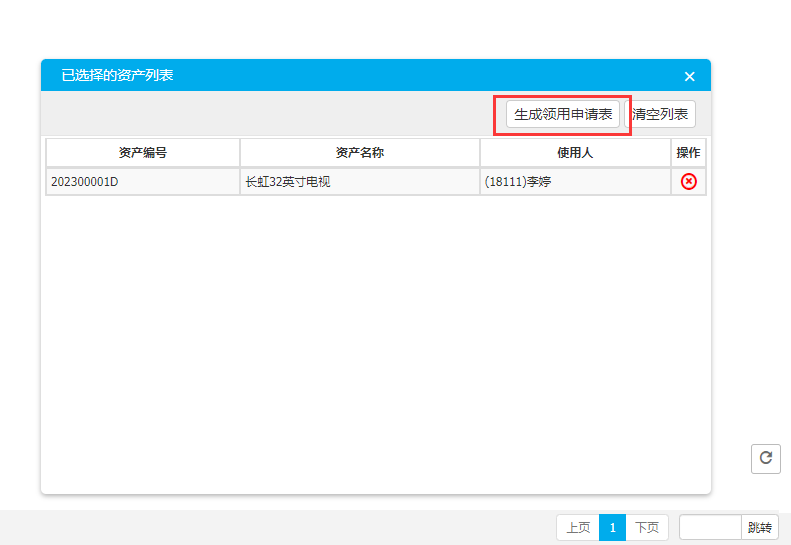 已选择的资产列表
生成领用申请表 清空列表
资产编号 资产名称 使用人 操作
202300001D 长虹32英寸电视 (18111)李婷
上页 1 下页 跳转